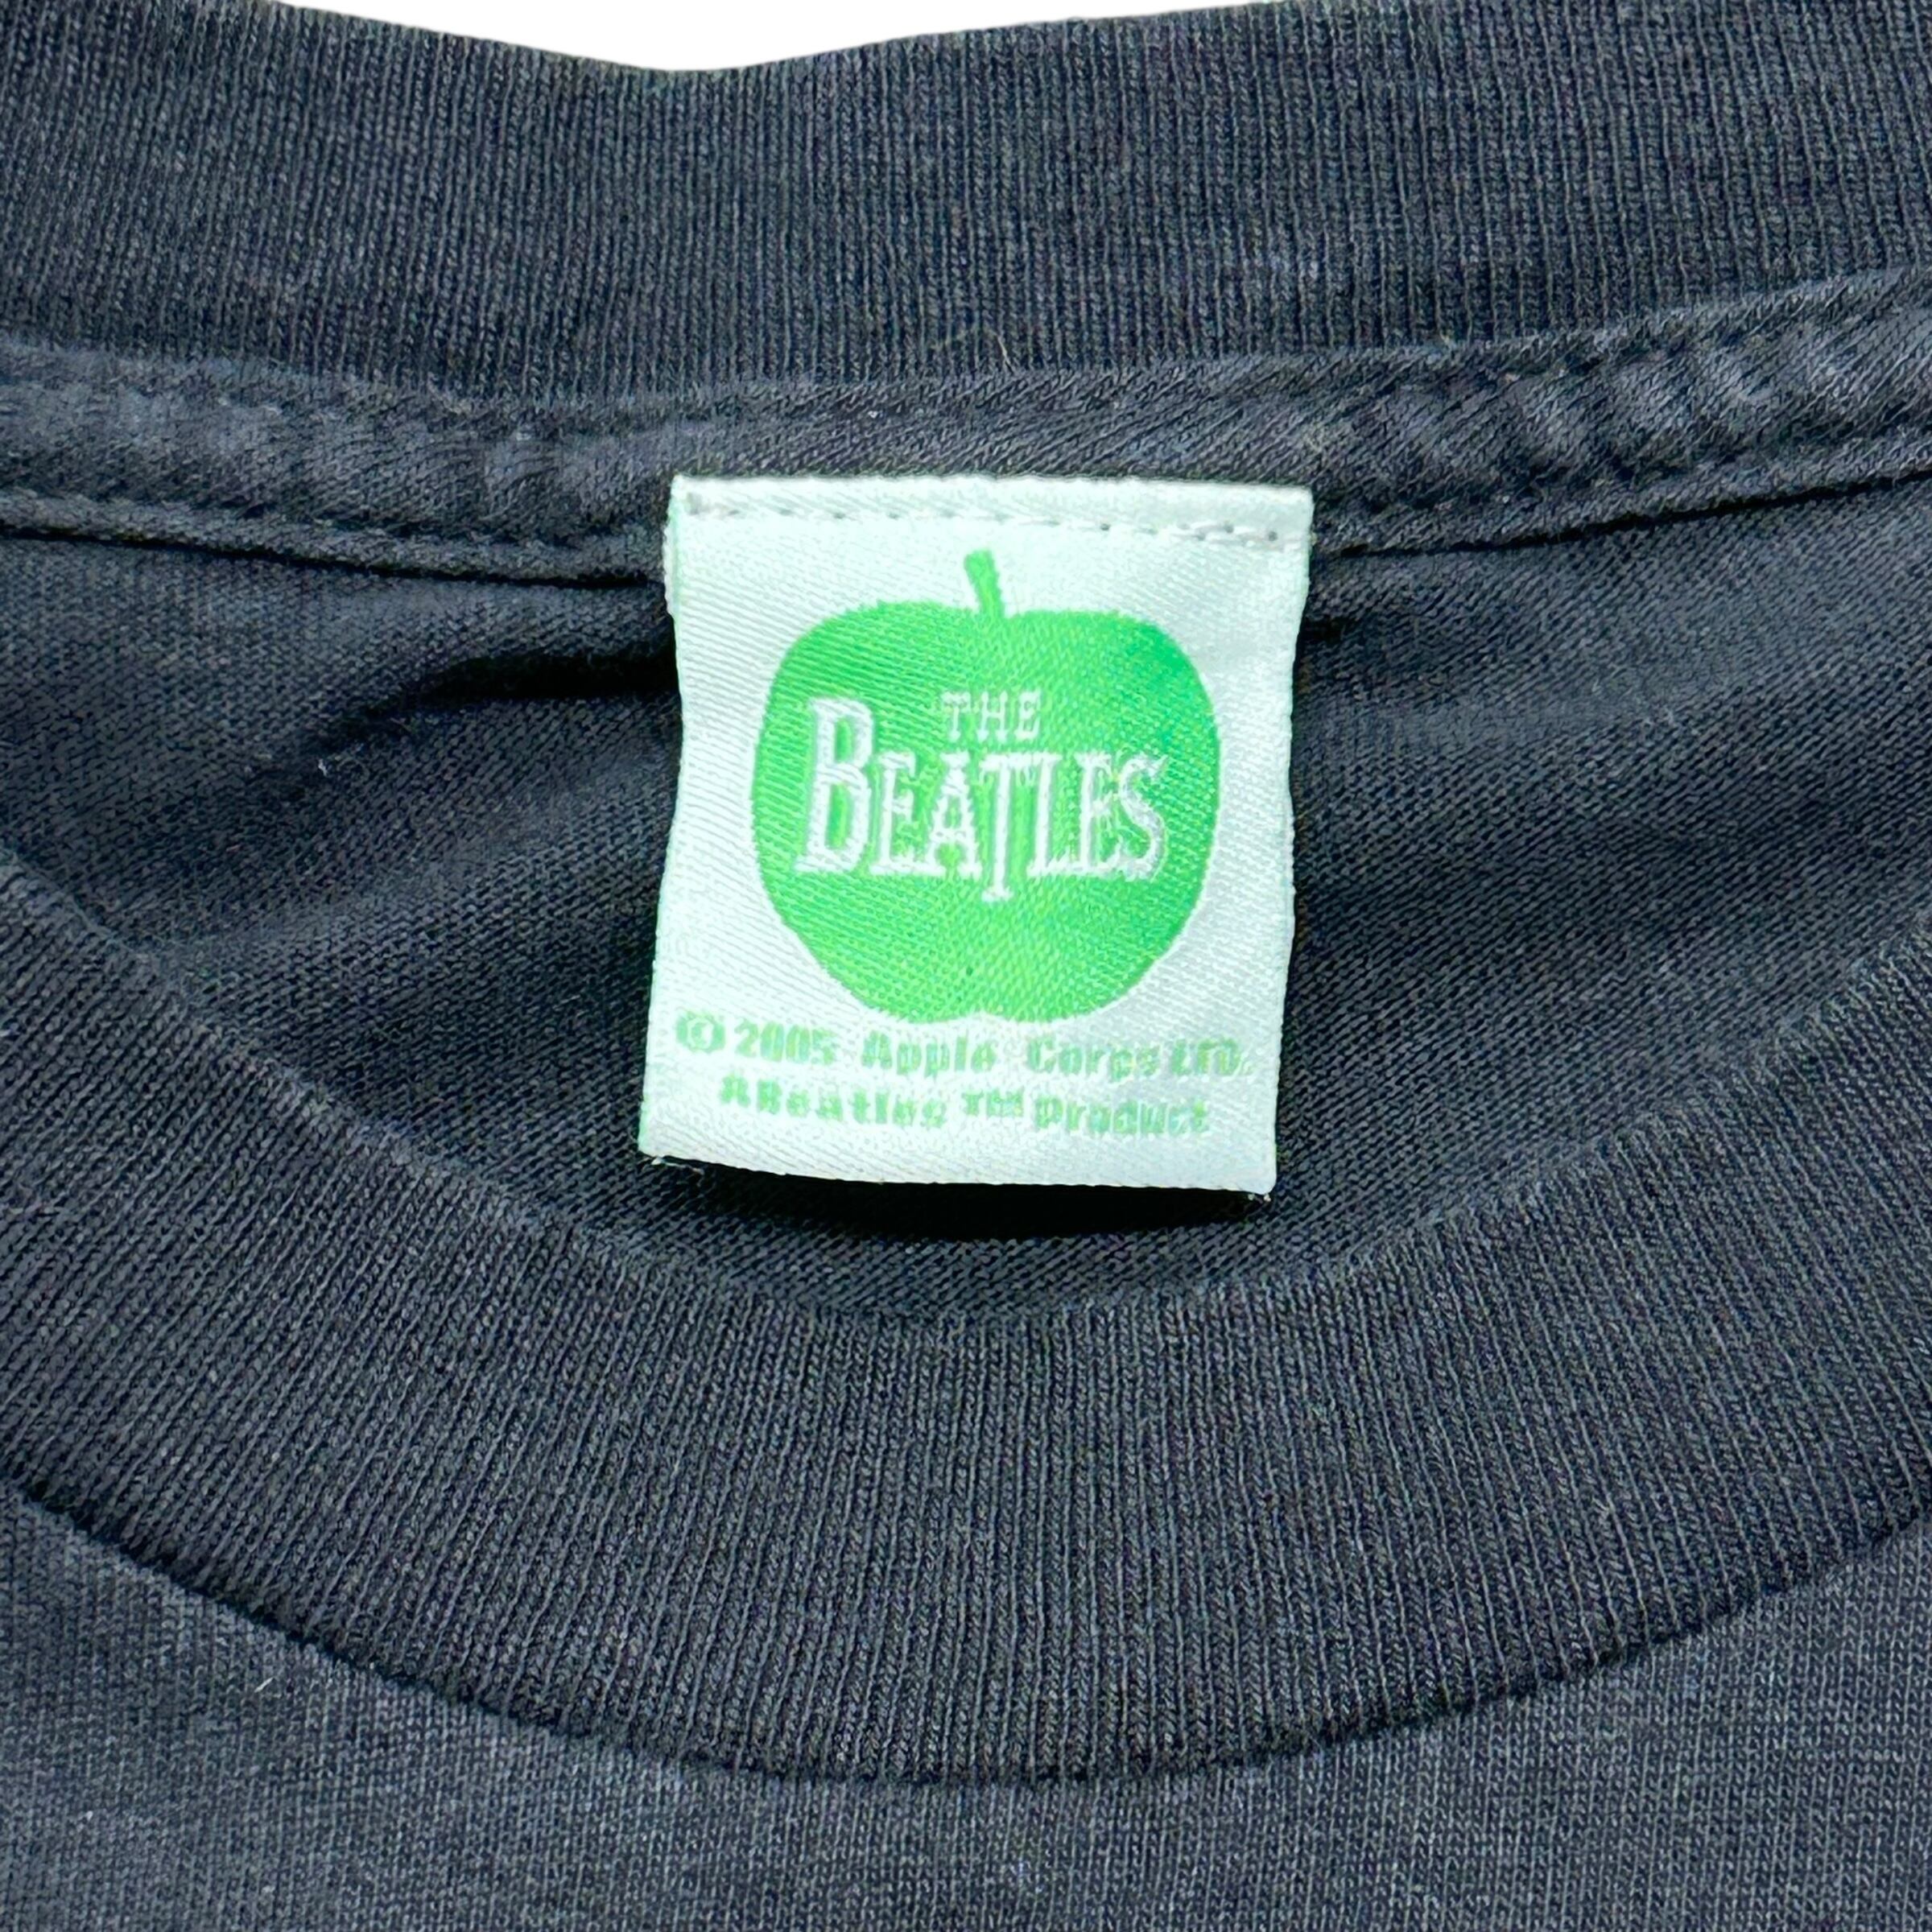 THE
BEATLES
© 2005 Apple Corps LTD.
A Beatles ™ Product